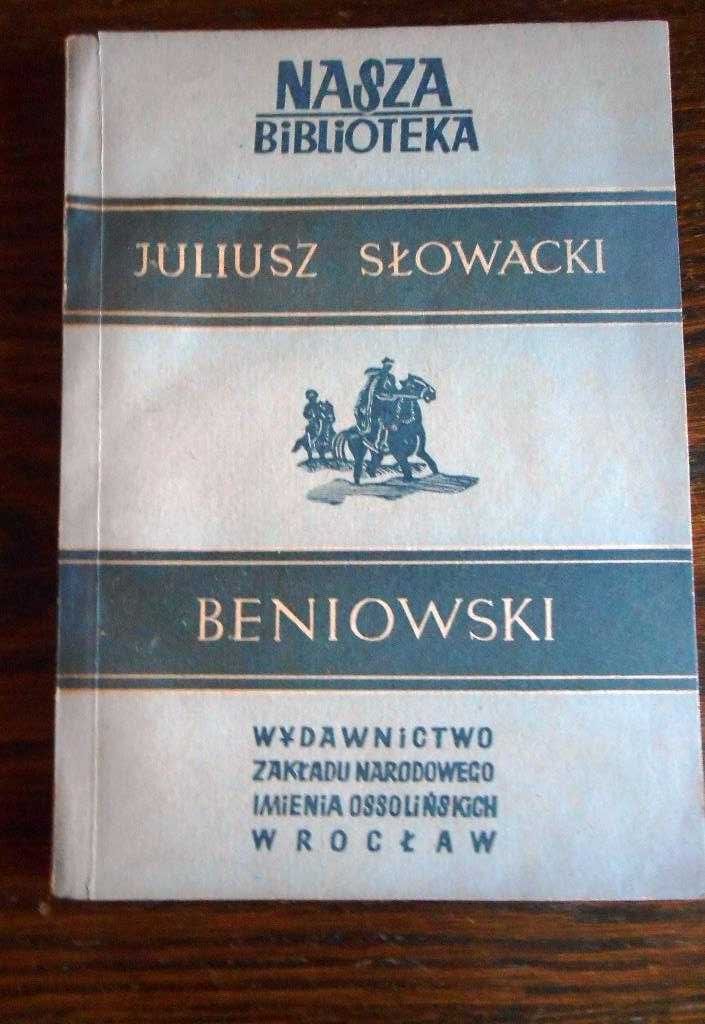 NASZA
BiBLiOTEKA
JULIUSZ SŁOWACKI
BENIOWSKI
WYDAWNiCTWO
ZAKŁADU NARODOWEGO
IMiENiA OSSOLiŃSKiCH
WROCŁAW